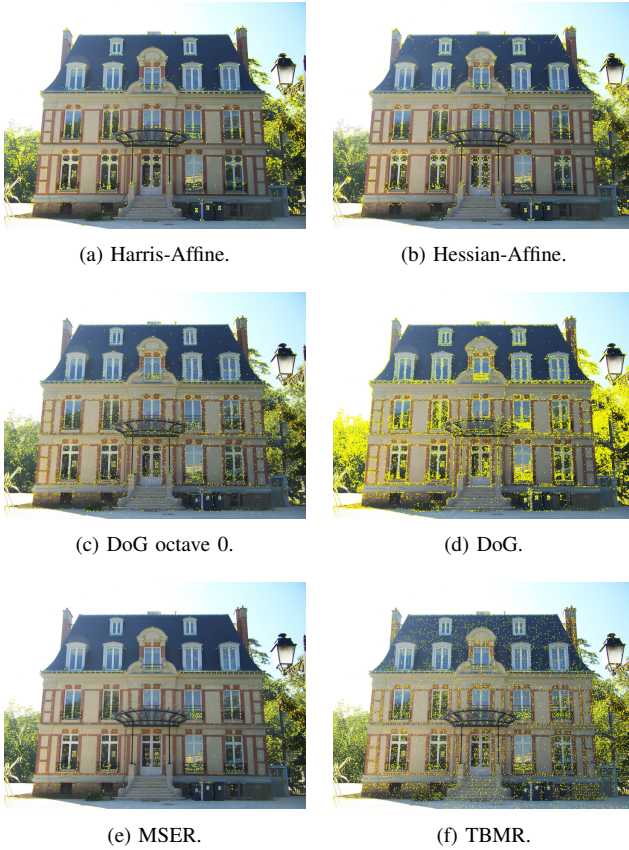 (a) Harris-Affine.
(b) Hessian-Affine.
(c) DoG octave 0.
(d) DoG.
(e) MSER.
(f) TBMR.